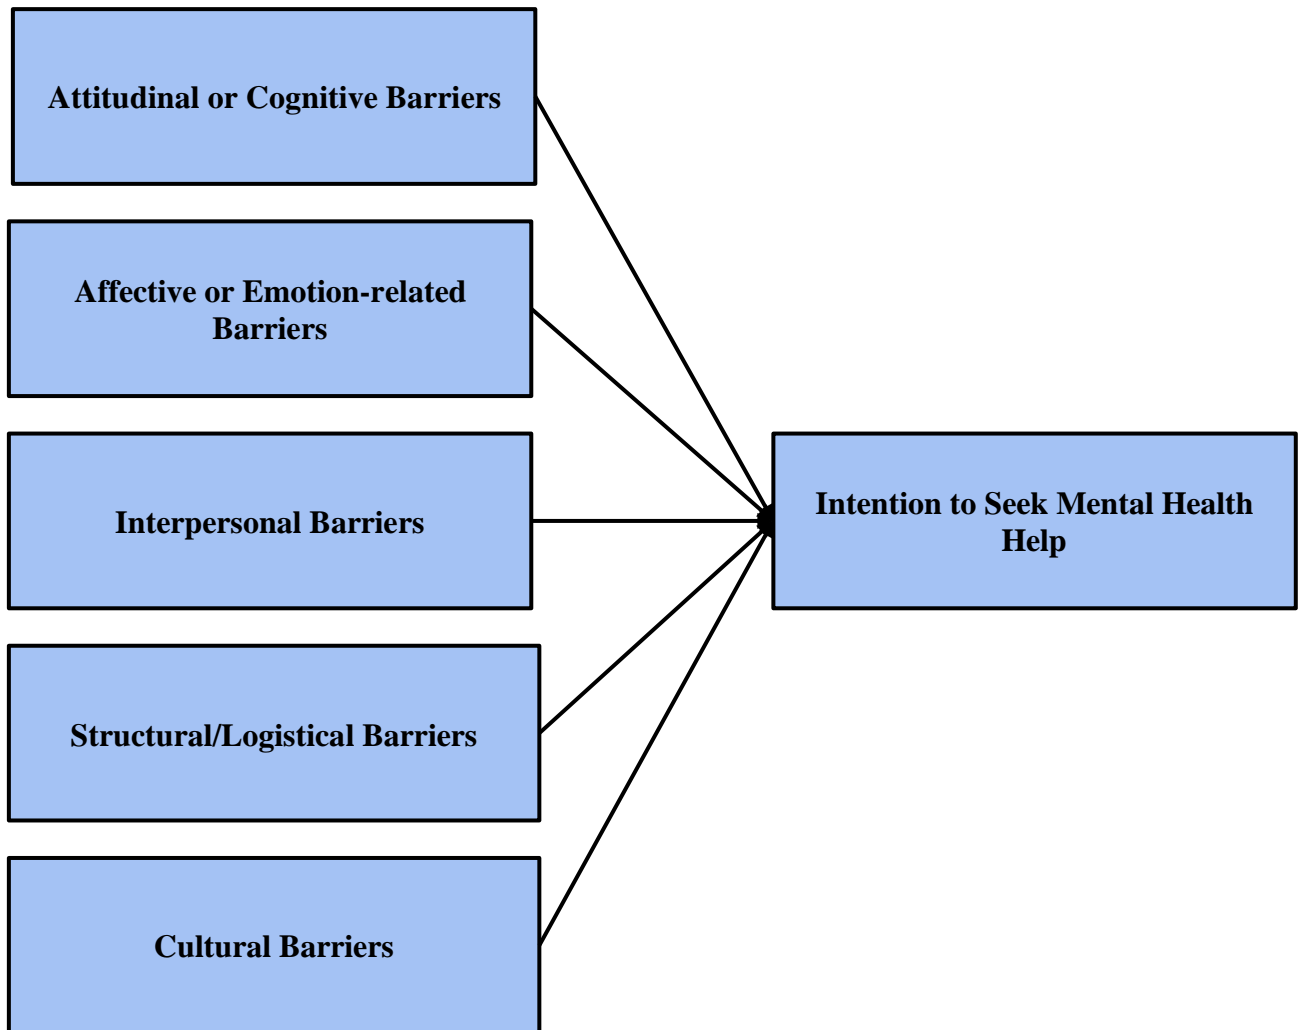 Attitudinal or Cognitive Barriers
Affective or Emotion-related
Barriers
Interpersonal Barriers
Intention to Seek Mental Health
Help
Structural/Logistical Barriers
Cultural Barriers